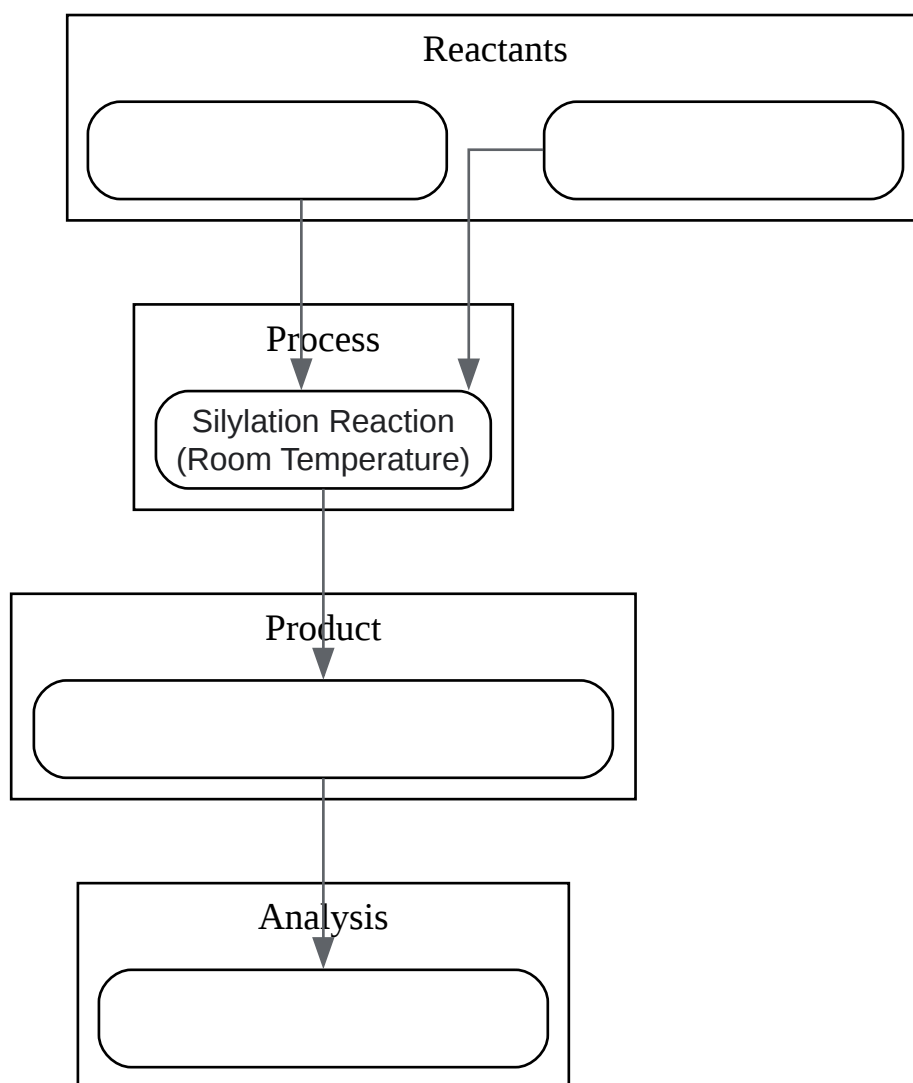 Reactants
Process
Silylation Reaction
(Room Temperature)
Product
Analysis